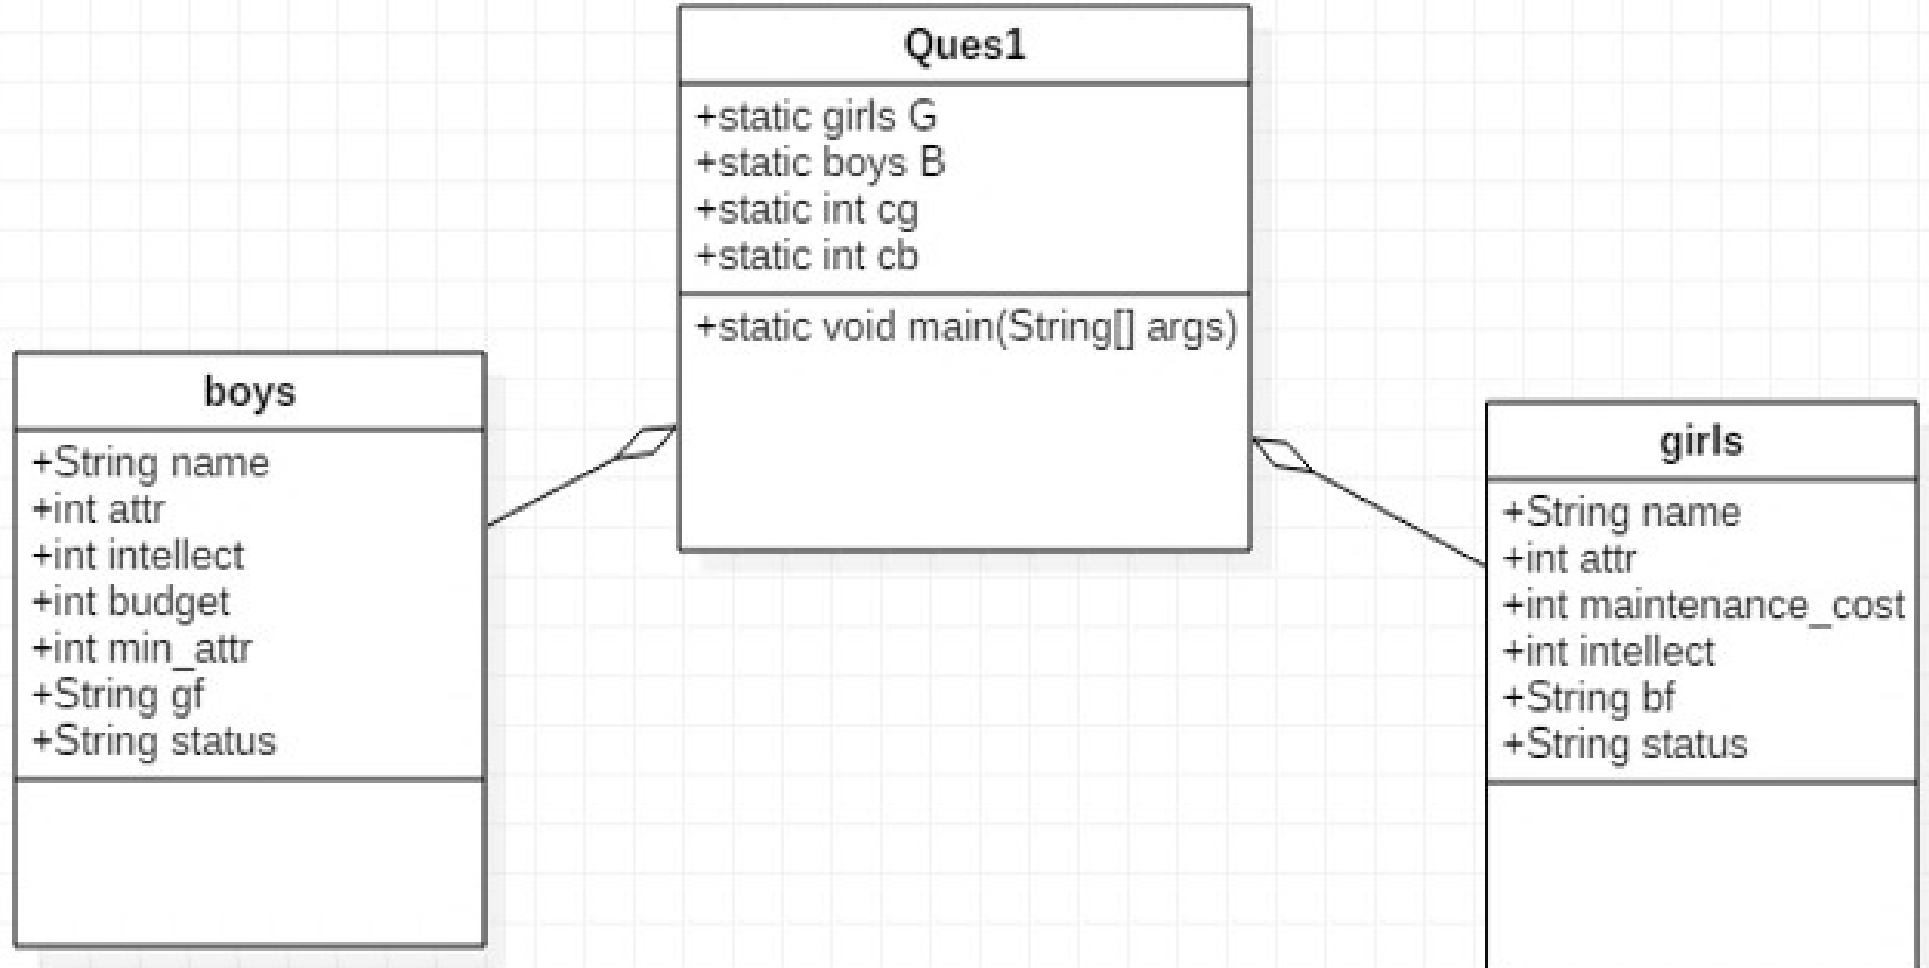 Ques1
+static girls G
+static boys B
+static int cg
+static int cb
+static void main(String[] args)
boys
+String name
+int attr
+int intellect
+int budget
+int min_attr
+String gf
+String status
girls
+String name
+int attr
+int maintenance_cost
+int intellect
+String bf
+String status